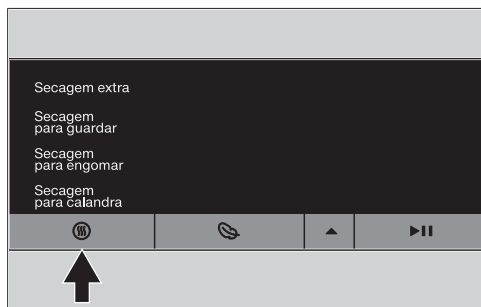 Secagem extra
Secagem
para guardar
Secagem
para engomar
Secagem
para calandra